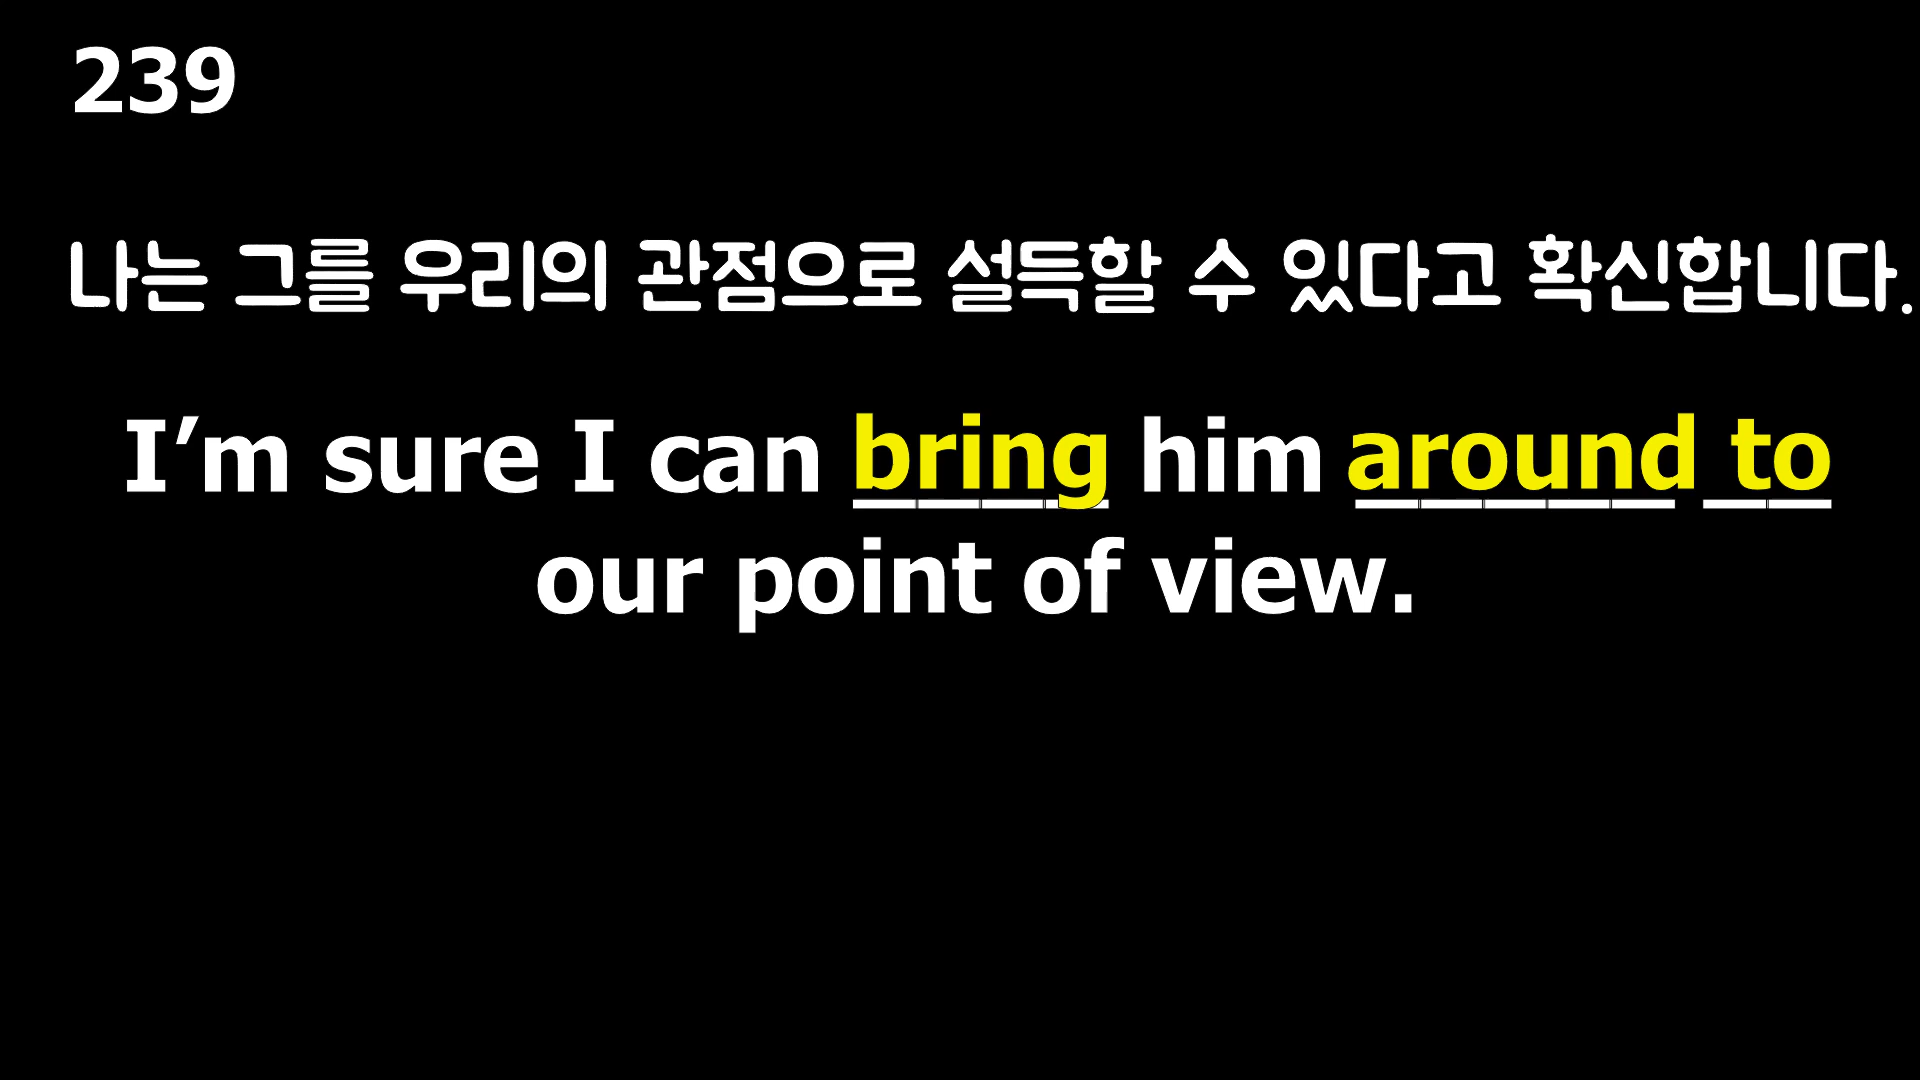 239
나는 그를 우리의 관점으로 설득할 수 있다고 확신합니다.
I’m sure I can bring him around to
our point of view.